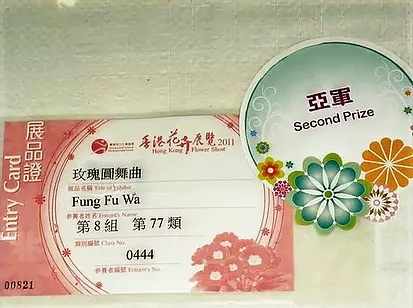 亞軍
Second Prize
展品證
Entry Card
00821
香港花卉展覽 2011
Hong Kong Flower Show
玫瑰圓舞曲
展品名稱 Title of Exhibit
Fung Fu Wa
參賽者姓名 Entrant's Name
第8組 第77類
類別編號 Class No.
0444
參賽者編號 Entrant's No.